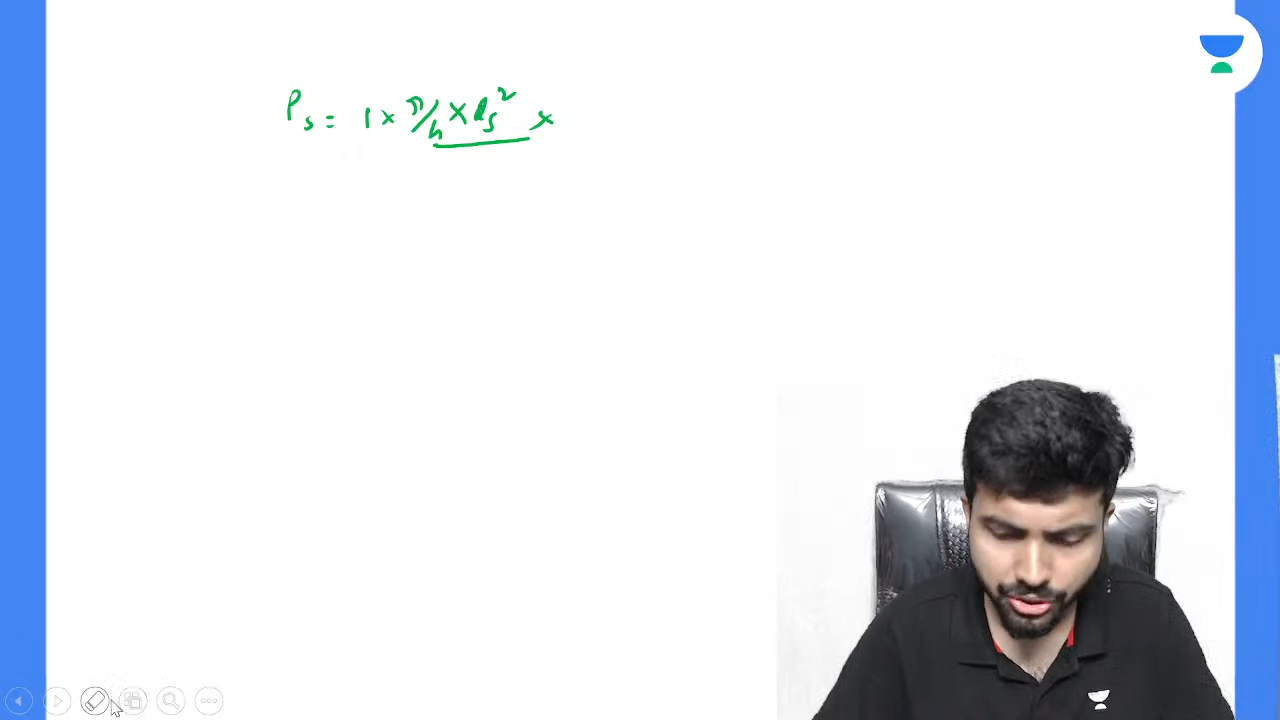 Ps = 1 × π/4 × ds² ×